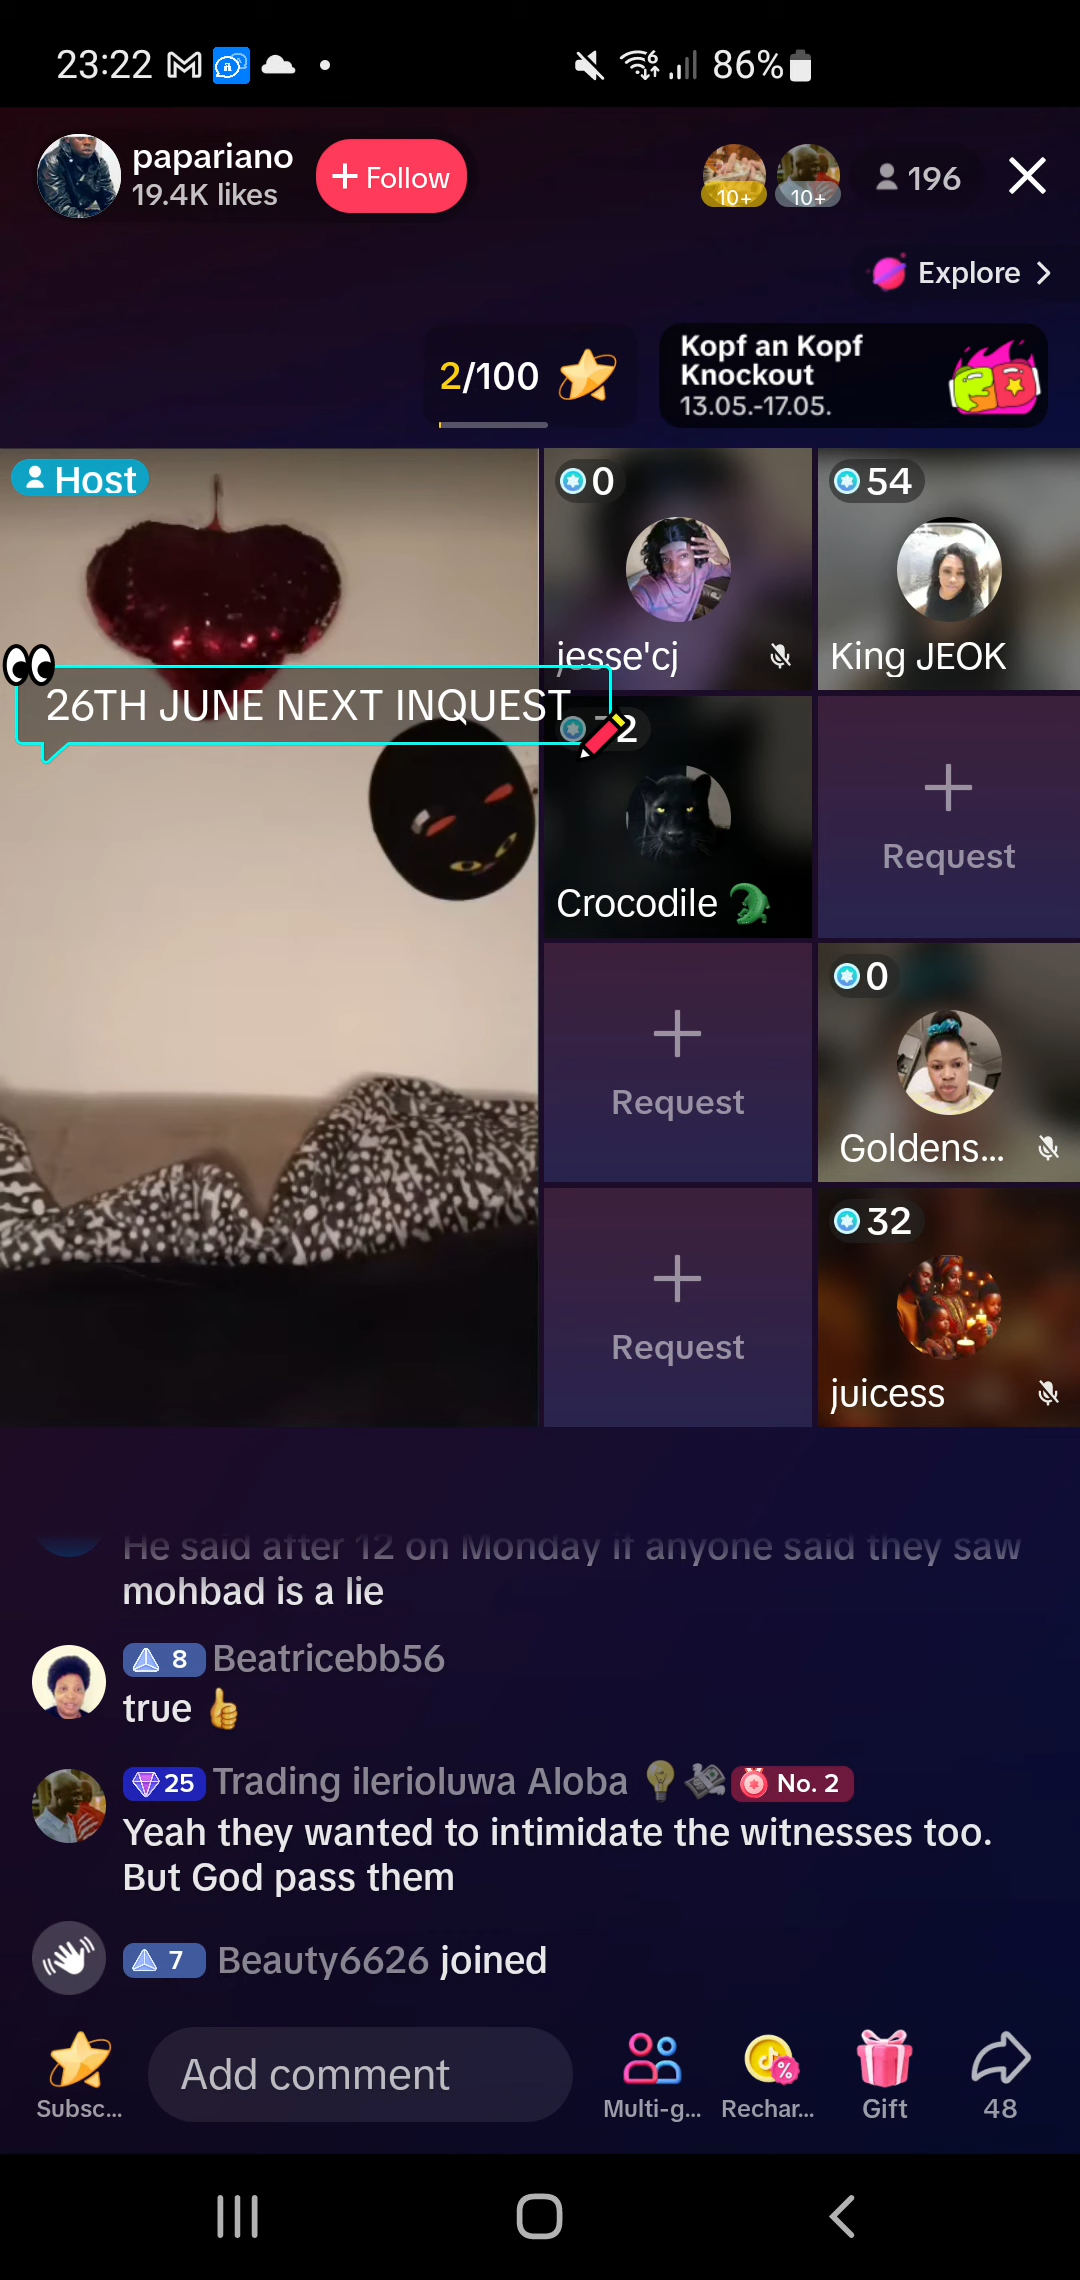 23:22
86%
papariano
19.4K likes
+ Follow
10+
10+
196
Explore >
2/100
Kopf an Kopf
Knockout
13.05.-17.05.
Host
0
54
jesse'cj
King JEOK
26TH JUNE NEXT INQUEST
2
Crocodile 🐊
Request
0
Request
Goldens...
32
Request
juicess
He said after 12 on Monday if anyone said they saw
mohbad is a lie
8 Beatricebb56
true 👍
25 Trading ilerioluwa Aloba 💡💸 No. 2
Yeah they wanted to intimidate the witnesses too.
But God pass them
7 Beauty6626 joined
Add comment
Subsc...
Multi-g...
Rechar...
Gift
48